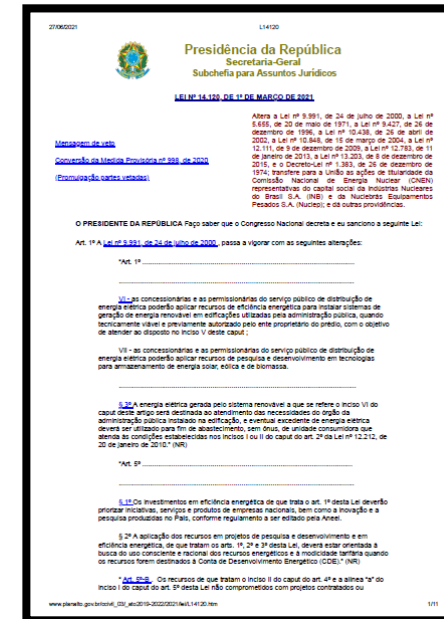 27/06/2021 L14120
Presidência da República
Secretaria-Geral
Subchefia para Assuntos Jurídicos
LEI Nº 14.120, DE 1º DE MARÇO DE 2021
Mensagem de veto
Conversão da Medida Provisória nº 998, de 2020
(Promulgação partes vetadas)
Altera a Lei nº 9.991, de 24 de julho de 2000, a Lei nº
5.655, de 20 de maio de 1971, a Lei nº 9.427, de 26 de
dezembro de 1996, a Lei nº 10.438, de 26 de abril de
2002, a Lei nº 10.848, de 15 de março de 2004, a Lei nº
12.111, de 9 de dezembro de 2009, a Lei nº 12.783, de 11
de janeiro de 2013, a Lei nº 13.203, de 8 de dezembro de
2015, e o Decreto-Lei nº 1.383, de 26 de dezembro de
1974; transfere para a União as ações de titularidade da
Comissão Nacional de Energia Nuclear (CNEN)
representativas do capital social da Indústrias Nucleares
do Brasil S.A. (INB) e da Nuclebrás Equipamentos
Pesados S.A. (Nuclep); e dá outras providências.
O PRESIDENTE DA REPÚBLICA Faço saber que o Congresso Nacional decreta e eu sanciono a seguinte Lei:
Art. 1º A Lei nº 9.991, de 24 de julho de 2000 , passa a vigorar com as seguintes alterações:
"Art. 1º ..............................................................................
..............................................................................
VI - as concessionárias e as permissionárias do serviço público de distribuição de
energia elétrica poderão aplicar recursos de eficiência energética para instalar sistemas de
geração de energia renovável em edificações utilizadas pela administração pública, quando
tecnicamente viável e previamente autorizado pelo ente proprietário do prédio, com o objetivo
de atender ao disposto no inciso V deste caput ;
VII - as concessionárias e as permissionárias do serviço público de distribuição de
energia elétrica poderão aplicar recursos de pesquisa e desenvolvimento em tecnologias
para armazenamento de energia solar, eólica e de biomassa.
..............................................................................
§ 3º A energia elétrica gerada pelo sistema renovável a que se refere o inciso VI do
caput deste artigo será destinada ao atendimento das necessidades do órgão da
administração pública instalado na edificação, e eventual excedente de energia elétrica
deverá ser utilizado para fim de abastecimento, sem ônus, de unidade consumidora que
atenda às condições estabelecidas nos incisos I ou II do caput do art. 2º da Lei nº 12.212, de
20 de janeiro de 2010." (NR)
"Art. 5º ..............................................................................
..............................................................................
§ 1º Os investimentos em eficiência energética de que trata o art. 1º desta Lei deverão
priorizar iniciativas, serviços e produtos de empresas nacionais, bem como a inovação e a
pesquisa produzidas no País, conforme regulamento a ser editado pela Aneel.
§ 2º A aplicação dos recursos em projetos de pesquisa e desenvolvimento e em
eficiência energética, de que tratam os arts. 1º, 2º e 3º desta Lei, deverá estar orientada à
busca do uso consciente e racional dos recursos energéticos e à modicidade tarifária quando
os recursos forem destinados à Conta de Desenvolvimento Energético (CDE)." (NR)
" Art. 5º-B . Os recursos de que tratam o inciso II do caput do art. 4º e a alínea "a" do
inciso I do caput do art. 5º desta Lei não comprometidos com projetos contratados ou
www.planalto.gov.br/ccivil_03/_ato2019-2022/2021/lei/L14120.htm 1/11